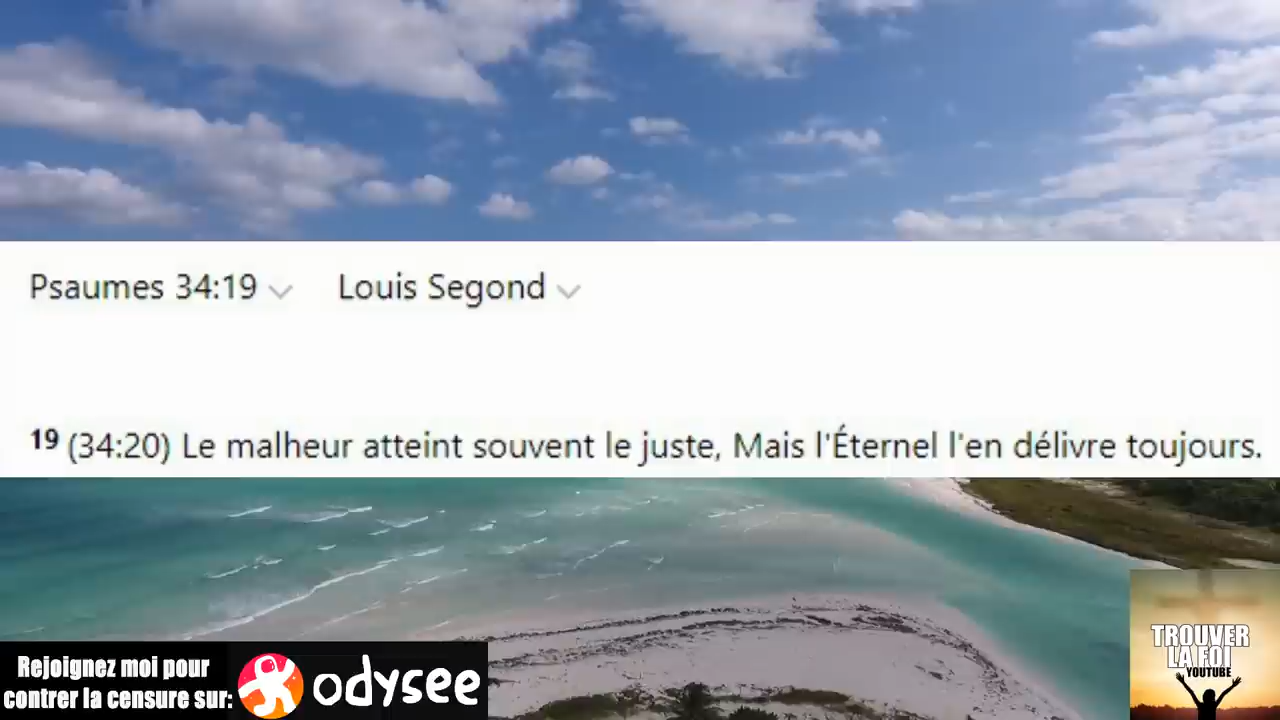 Psaumes 34:19 Louis Segond
19 (34:20) Le malheur atteint souvent le juste, Mais l'Éternel l'en délivre toujours.
Rejoignez moi pour
contrer la censure sur:
odysee
TROUVER
LA FOI
YOUTUBE